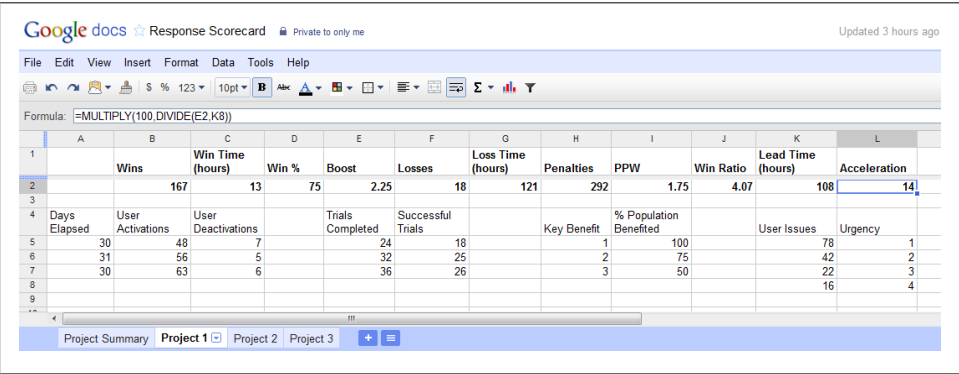 Google docs Response Scorecard Private to only me Updated 3 hours ago
File Edit View Insert Format Data Tools Help
$ % 123 10pt B Abc A Σ
Formula: =MULTIPLY(100,DIVIDE(E2,K8))
A B C D E F G H I J K L
1 Wins Win Time (hours) Win % Boost Losses Loss Time (hours) Penalties PPW Win Ratio Lead Time (hours) Acceleration
2 167 13 75 2.25 18 121 292 1.75 4.07 108 14
3
4 Days Elapsed User Activations User Deactivations Trials Completed Successful Trials Key Benefit % Population Benefited User Issues Urgency
5 30 48 7 24 18 1 100 78 1
6 31 56 5 32 25 2 75 42 2
7 30 63 6 36 26 3 50 22 3
8 16 4
9
Project Summary Project 1 Project 2 Project 3 +